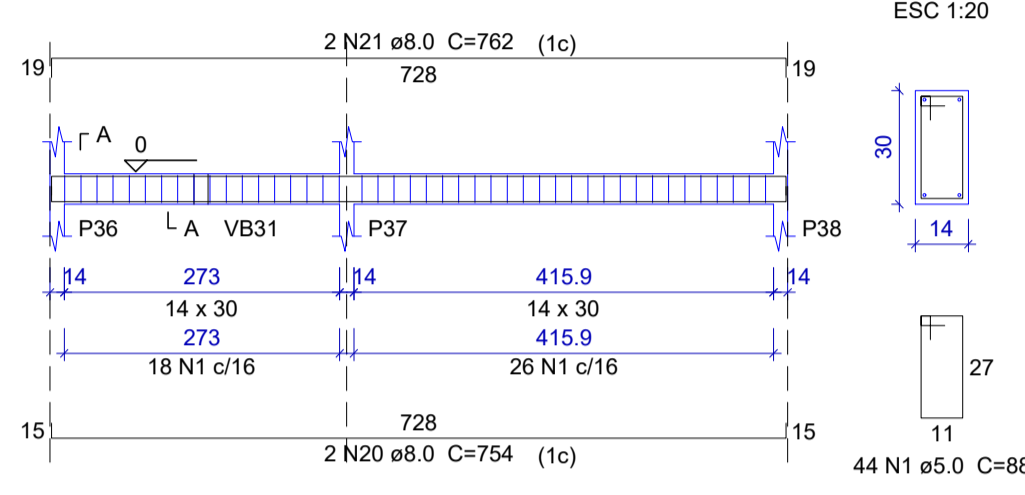 ESC 1:20
2 N21 ø8.0 C=762 (1c)
19 728 19
A 0
30
P36 A VB31 P37 P38
14
14 273 14 415.9 14
14 x 30 14 x 30
273 415.9
18 N1 c/16 26 N1 c/16
27
11
15 728 15
2 N20 ø8.0 C=754 (1c)
44 N1 ø5.0 C=88